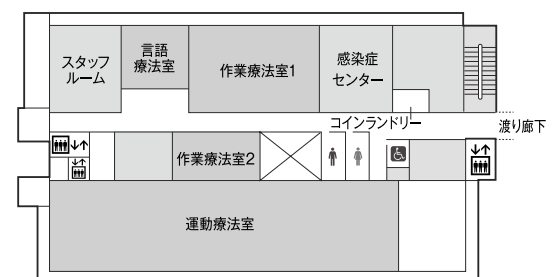 スタッフ
ルーム
言語
療法室
作業療法室1
感染症
センター
コインランドリー
渡り廊下
作業療法室2
運動療法室